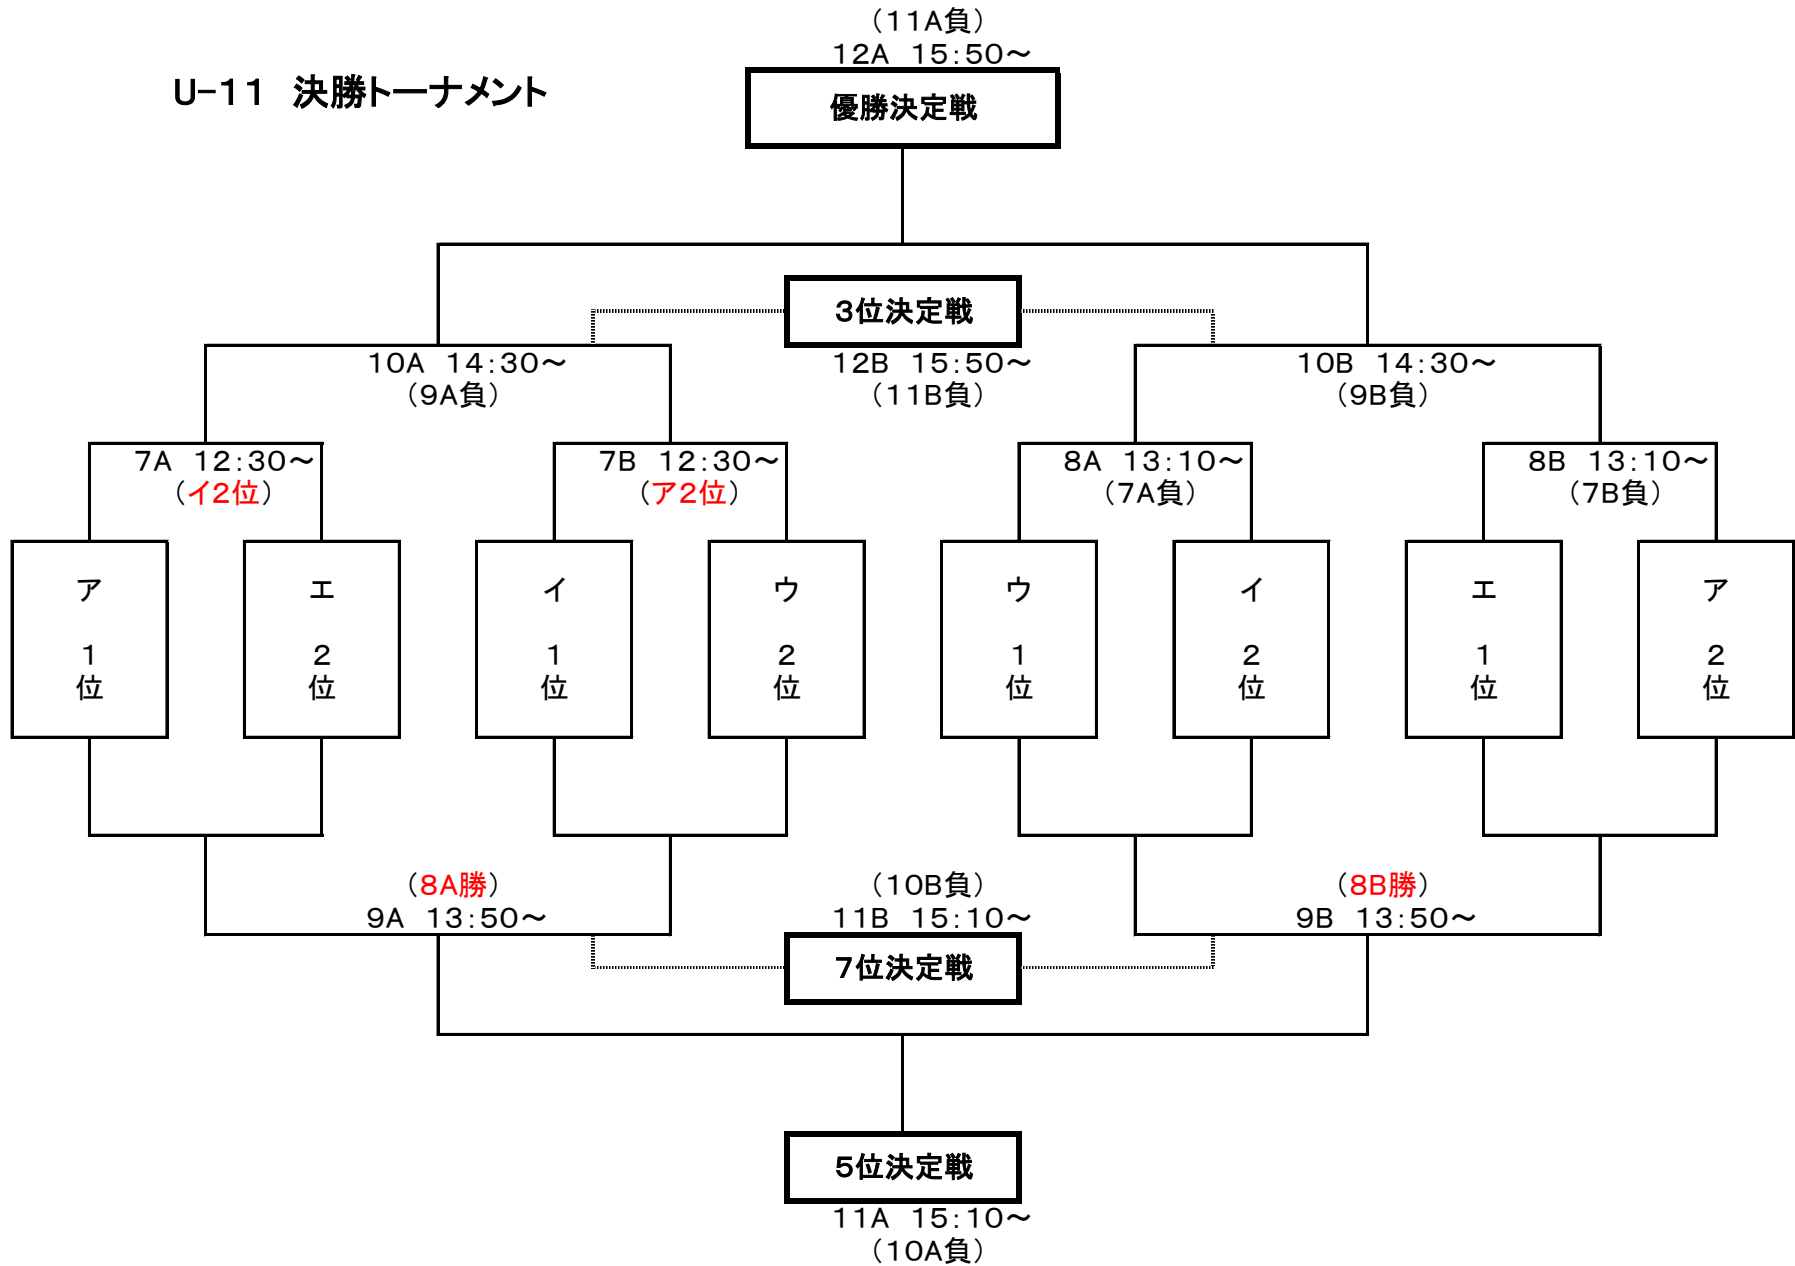 (11A負)
12A 15:50～
U-11 決勝トーナメント
優勝決定戦
3位決定戦
10A 14:30～
(9A負)
12B 15:50～
(11B負)
10B 14:30～
(9B負)
7A 12:30～
(イ2位)
7B 12:30～
(ア2位)
8A 13:10～
(7A負)
8B 13:10～
(7B負)
ア 1位
エ 2位
イ 1位
ウ 2位
ウ 1位
イ 2位
エ 1位
ア 2位
(8A勝)
9A 13:50～
(10B負)
11B 15:10～
(8B勝)
9B 13:50～
7位決定戦
5位決定戦
11A 15:10～
(10A負)